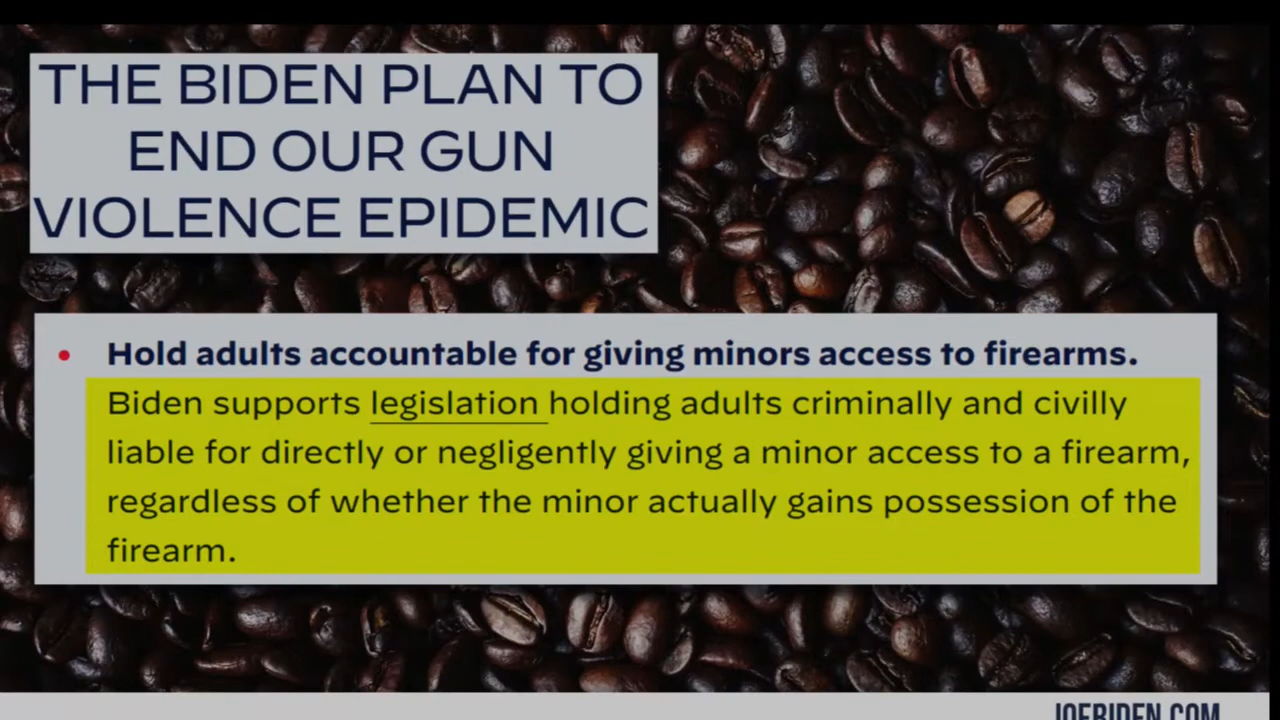 THE BIDEN PLAN TO
END OUR GUN
VIOLENCE EPIDEMIC
• Hold adults accountable for giving minors access to firearms.
Biden supports legislation holding adults criminally and civilly
liable for directly or negligently giving a minor access to a firearm,
regardless of whether the minor actually gains possession of the
firearm.
JOEBIDEN.COM